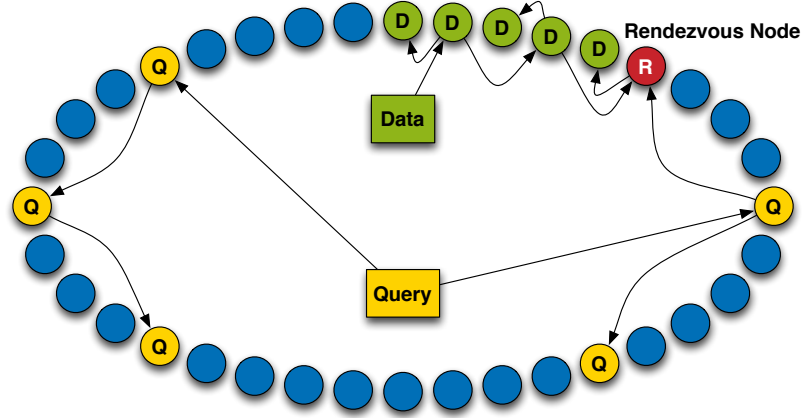 D D D D D Rendezvous Node
Q R
Data
Q Q
Query
Q Q